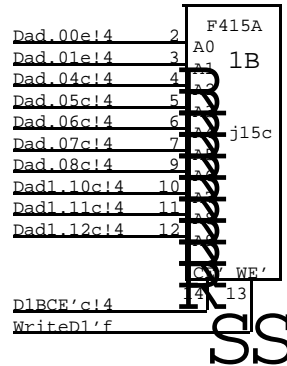 F415A
Dad.00e!4 2 A0
1B
Dad.01e!4 3 A1
Dad.04c!4 4
Dad.05c!4 5
Dad.06c!4 6 j15c
Dad.07c!4 7
Dad.08c!4 9
Dad1.10c!4 10
Dad1.11c!4 11
Dad1.12c!4 12
WE'
14 13
D1BCE'c!4
WriteD1'f
SS